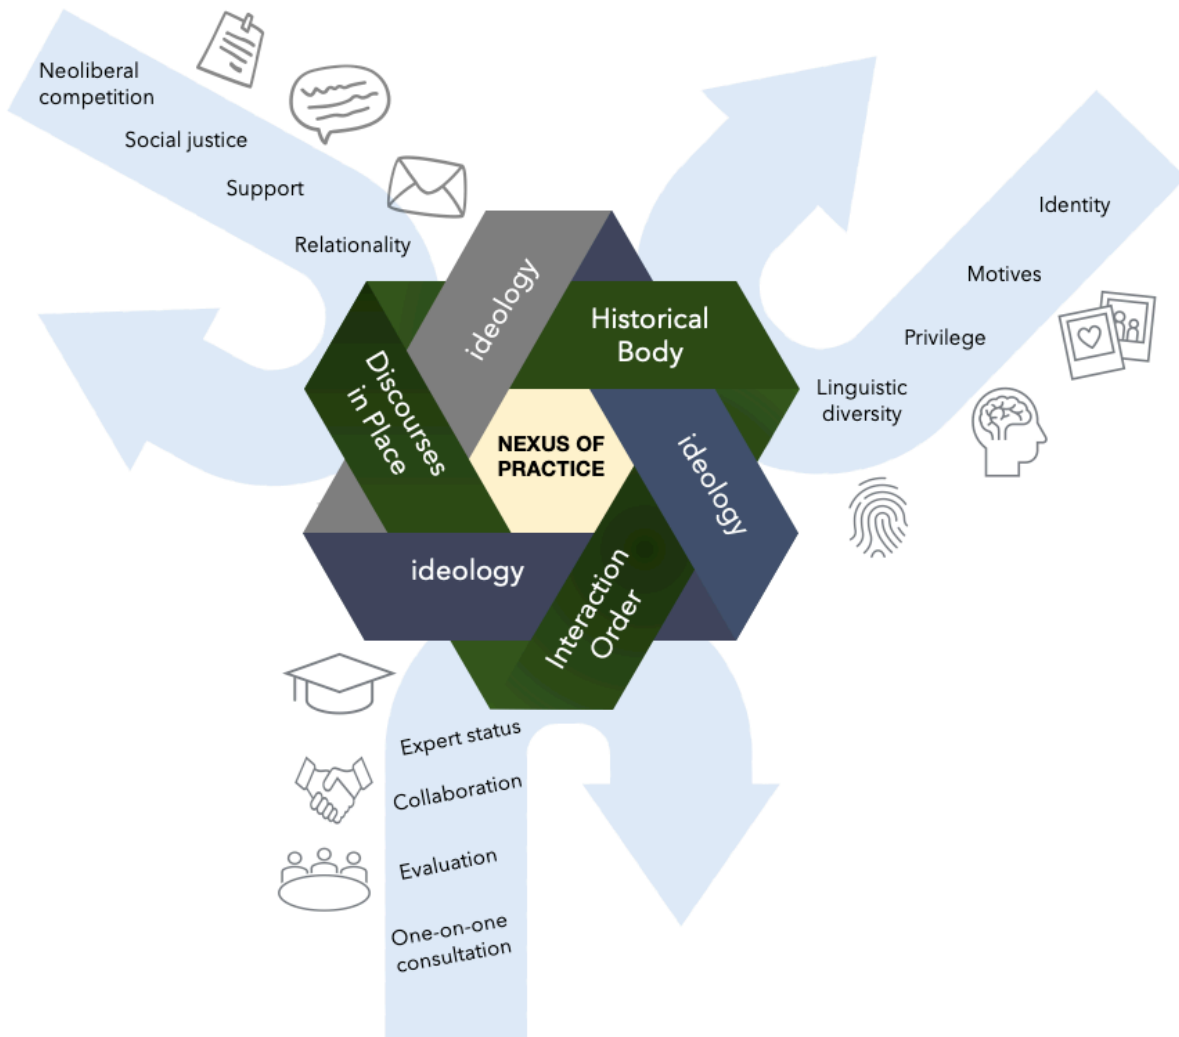 Neoliberal
competition
Social justice
Support
Relationality
Identity
Motives
Privilege
Linguistic
diversity
ideology
Historical
Body
Discourses
in Place
NEXUS OF
PRACTICE
ideology
ideology
Interaction
Order
Expert status
Collaboration
Evaluation
One-on-one
consultation